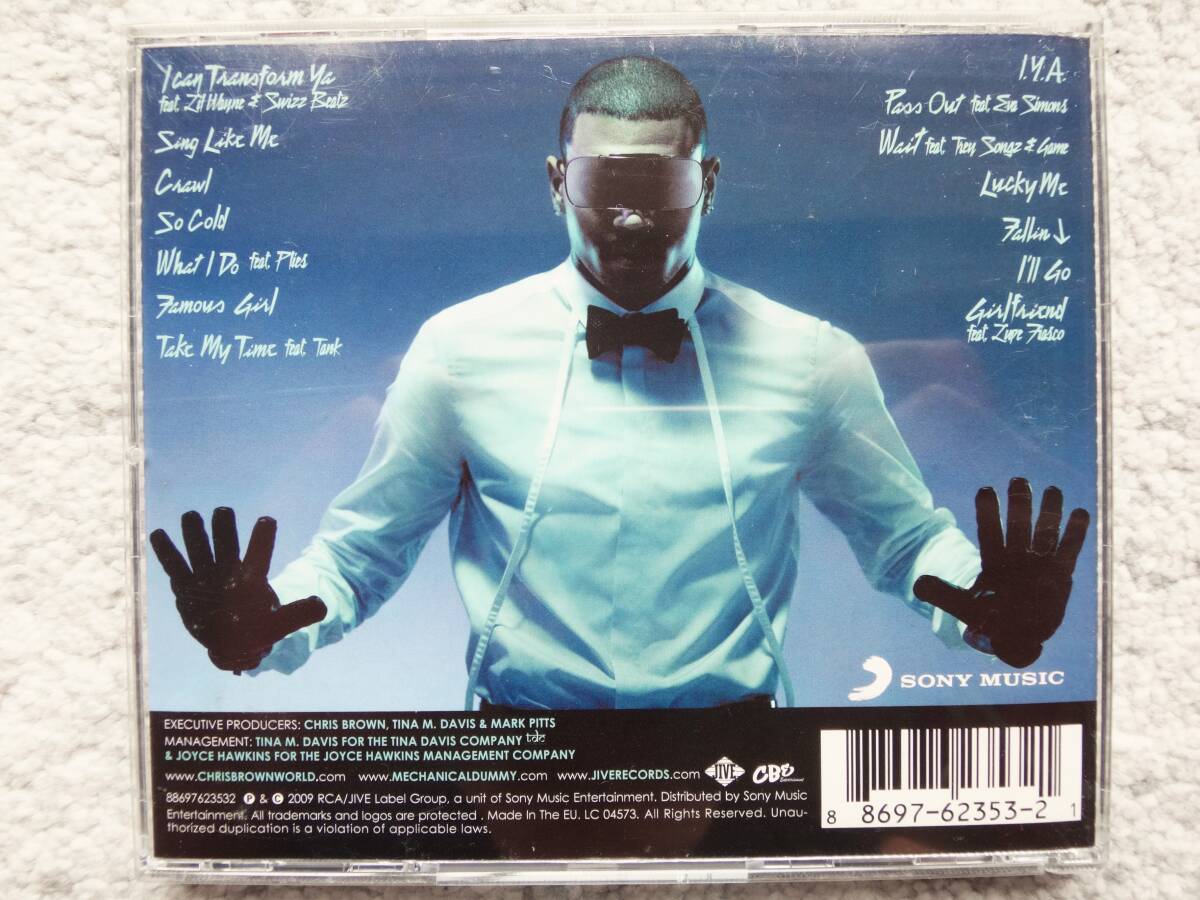 I can Transform Ya
feat. Lil Wayne & Swizz Beatz
Sing Like Me
Crawl
So Cold
What I Do feat. Plies
Famous Girl
Take My Time feat. Tank
I.Y.A.
Pass Out feat. Eva Simons
Wait feat. Trey Songz & Game
Lucky Me
Fallin ↓
I'll Go
Girlfriend
feat. Lupe Fiasco
SONY MUSIC
EXECUTIVE PRODUCERS: CHRIS BROWN, TINA M. DAVIS & MARK PITTS
MANAGEMENT: TINA M. DAVIS FOR THE TINA DAVIS COMPANY tdc
& JOYCE HAWKINS FOR THE JOYCE HAWKINS MANAGEMENT COMPANY
www.CHRISBROWNWORLD.com www.MECHANICALDUMMY.com www.JIVERECORDS.com JIVE CBE Entertainment
88697623532 Ⓟ & © 2009 RCA/JIVE Label Group, a unit of Sony Music Entertainment. Distributed by Sony Music
Entertainment. All trademarks and logos are protected . Made In The EU. LC 04573. All Rights Reserved. Unau-
thorized duplication is a violation of applicable laws.
8 8697-62353-2 1